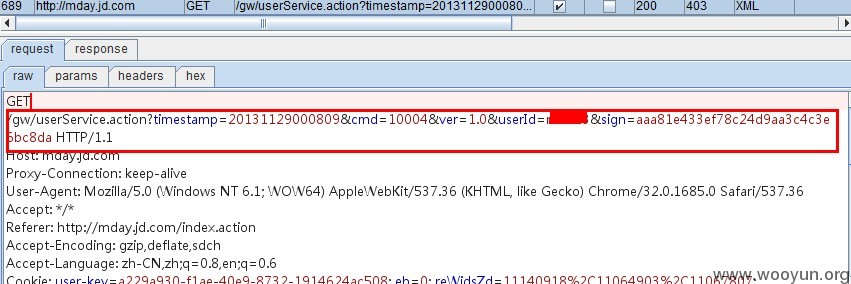 689 http://mday.jd.com GET /gw/userService.action?timestamp=2013112900080... 200 403 XML
request response
raw params headers hex
GET
/gw/userService.action?timestamp=20131129000809&cmd=10004&ver=1.0&userId= &sign=aaa81e433ef78c24d9aa3c4c3e
5bc8da HTTP/1.1
Host: mday.jd.com
Proxy-Connection: keep-alive
User-Agent: Mozilla/5.0 (Windows NT 6.1; WOW64) AppleWebKit/537.36 (KHTML, like Gecko) Chrome/32.0.1685.0 Safari/537.36
Accept: */*
Referer: http://mday.jd.com/index.action
Accept-Encoding: gzip,deflate,sdch
Accept-Language: zh-CN,zh;q=0.8,en;q=0.6
Cookie: user-key=a229a930-f1ae-40e9-8732-1914624ac508; eb=0; reWidsZd=11140918%2C11064903%2C11067807
www.wooyun.org